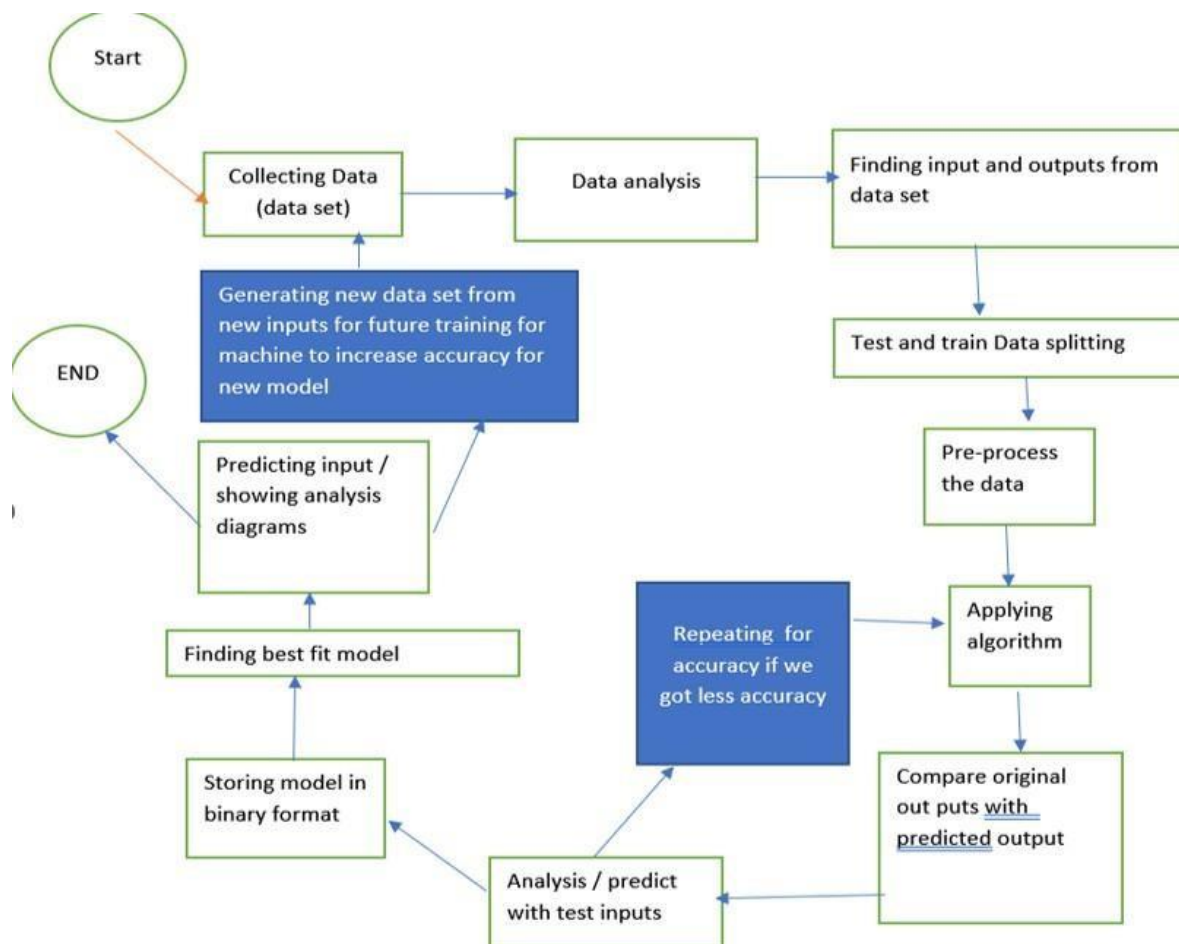 Start
Collecting Data
(data set)
Data analysis
Finding input and outputs from
data set
Generating new data set from
new inputs for future training for
machine to increase accuracy for
new model
Test and train Data splitting
END
Pre-process
the data
Predicting input /
showing analysis
diagrams
Applying
algorithm
Repeating for
accuracy if we
got less accuracy
Finding best fit model
Compare original
out puts with
predicted output
Storing model in
binary format
Analysis / predict
with test inputs